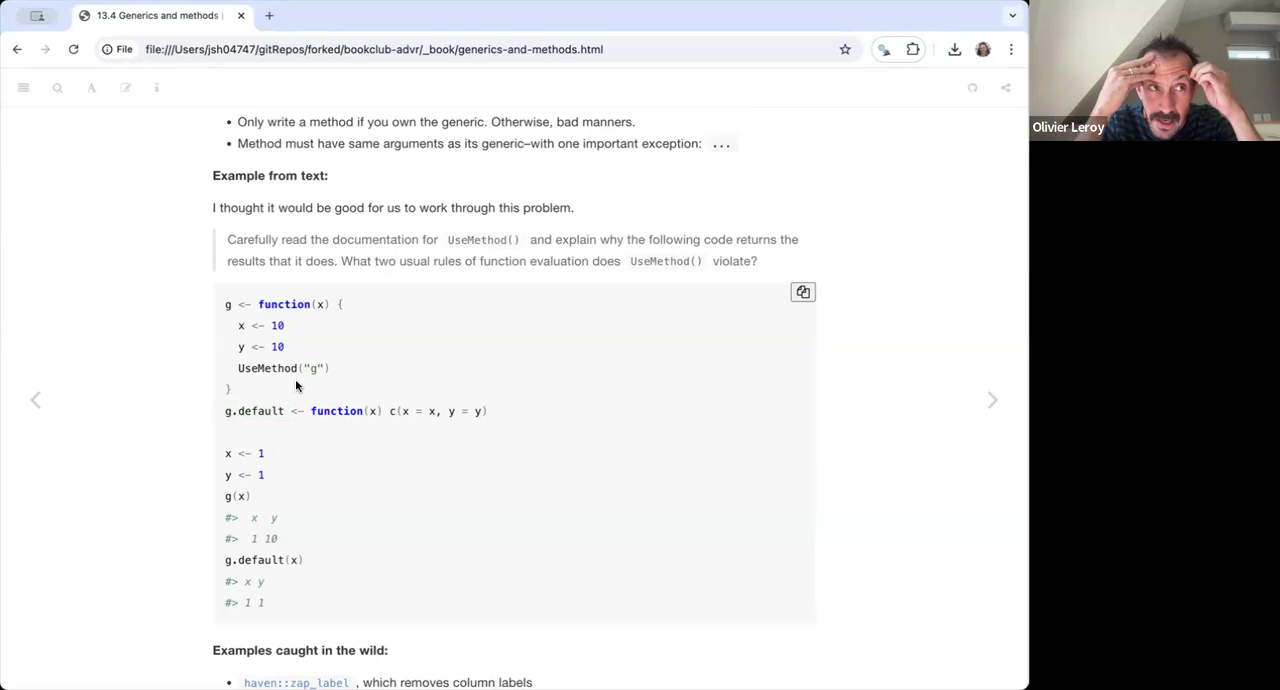 13.4 Generics and methods
File
file:///Users/jsh04747/gitRepos/forked/bookclub-advr/_book/generics-and-methods.html
Olivier Leroy
• Only write a method if you own the generic. Otherwise, bad manners.
• Method must have same arguments as its generic–with one important exception: ...
Example from text:
I thought it would be good for us to work through this problem.
Carefully read the documentation for UseMethod() and explain why the following code returns the
results that it does. What two usual rules of function evaluation does UseMethod() violate?
g <- function(x) {
  x <- 10
  y <- 10
  UseMethod("g")
}
g.default <- function(x) c(x = x, y = y)
x <- 1
y <- 1
g(x)
#>  x  y
#>  1 10
g.default(x)
#> x y
#> 1 1
Examples caught in the wild:
• haven::zap_label , which removes column labels